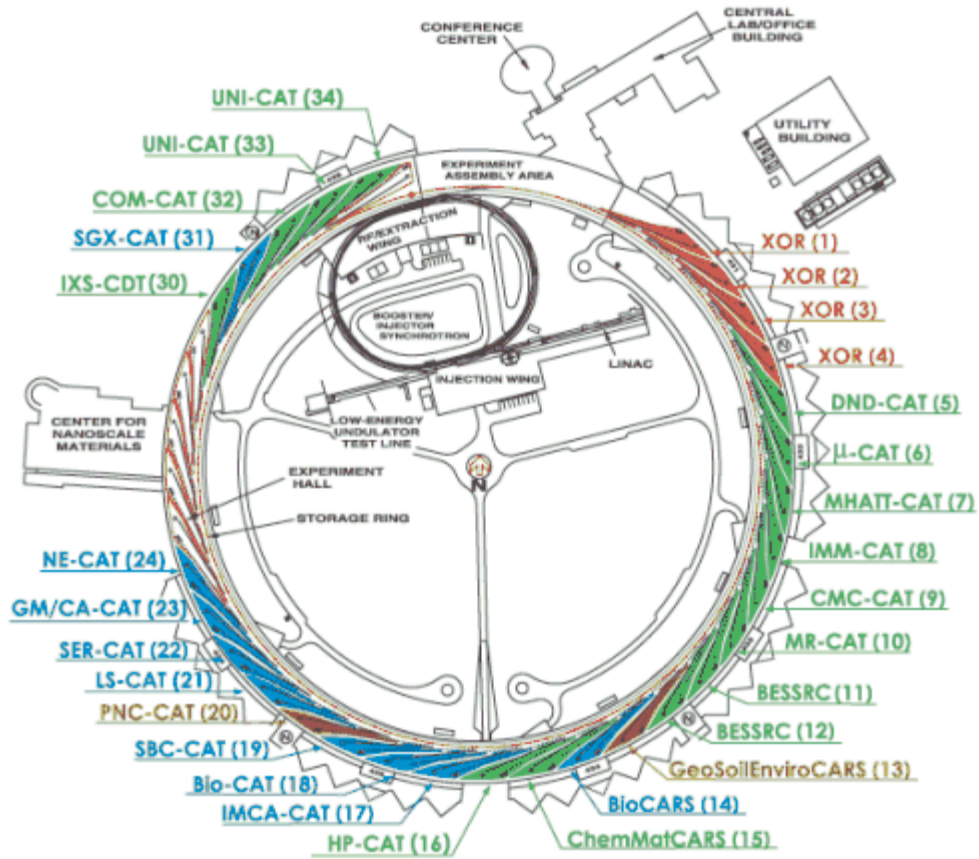 CONFERENCE
CENTER
CENTRAL
LAB/OFFICE
BUILDING
UTILITY
BUILDING
UNI-CAT (34)
UNI-CAT (33)
COM-CAT (32)
SGX-CAT (31)
IXS-CDT (30)
EXPERIMENT
ASSEMBLY AREA
RF/EXTRACTION
WING
BOOSTER/
INJECTOR
SYNCHROTRON
INJECTION WING
LINAC
LOW-ENERGY
UNDULATOR
TEST LINE
CENTER FOR
NANOSCALE
MATERIALS
EXPERIMENT
HALL
STORAGE RING
N
XOR (1)
XOR (2)
XOR (3)
XOR (4)
DND-CAT (5)
μ-CAT (6)
MHATT-CAT (7)
IMM-CAT (8)
CMC-CAT (9)
MR-CAT (10)
BESSRC (11)
BESSRC (12)
GeoSoilEnviroCARS (13)
BioCARS (14)
ChemMatCARS (15)
HP-CAT (16)
IMCA-CAT (17)
Bio-CAT (18)
SBC-CAT (19)
PNC-CAT (20)
LS-CAT (21)
SER-CAT (22)
GM/CA-CAT (23)
NE-CAT (24)